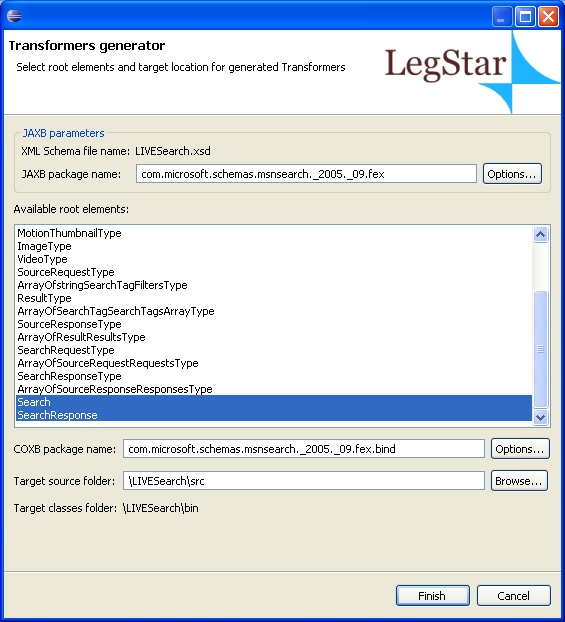 Transformers generator
Select root elements and target location for generated Transformers
LegStar
JAXB parameters
XML Schema file name: LIVESearch.xsd
JAXB package name: com.microsoft.schemas.msnsearch._2005._09.fex Options...
Available root elements:
MotionThumbnailType
ImageType
VideoType
SourceRequestType
ArrayOfstringSearchTagFiltersType
ResultType
ArrayOfSearchTagSearchTagsArrayType
SourceResponseType
ArrayOfResultResultsType
SearchRequestType
ArrayOfSourceRequestRequestsType
SearchResponseType
ArrayOfSourceResponseResponsesType
Search
SearchResponse
COXB package name: com.microsoft.schemas.msnsearch._2005._09.fex.bind Options...
Target source folder: \LIVESearch\src Browse...
Target classes folder: \LIVESearch\bin
Finish Cancel